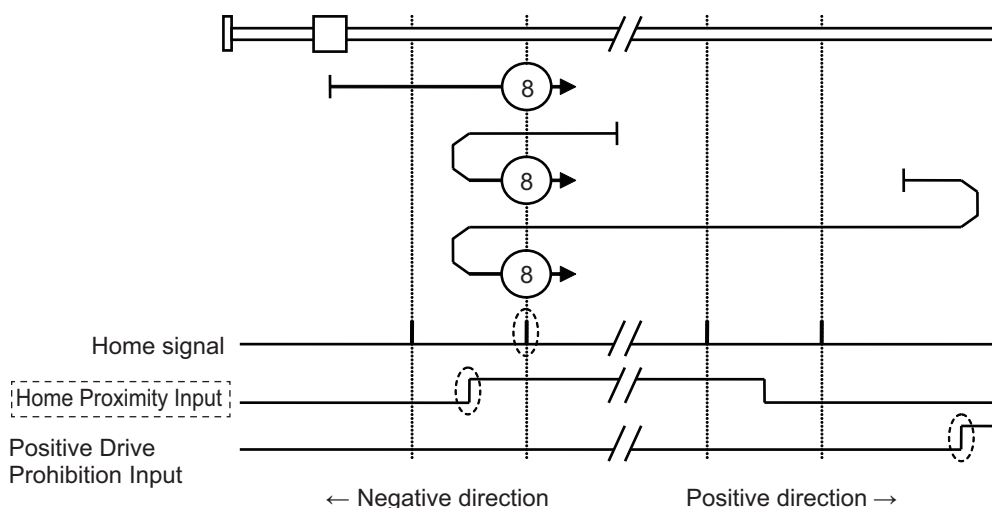 8
8
8
Home signal
Home Proximity Input
Positive Drive
Prohibition Input
← Negative direction
Positive direction →